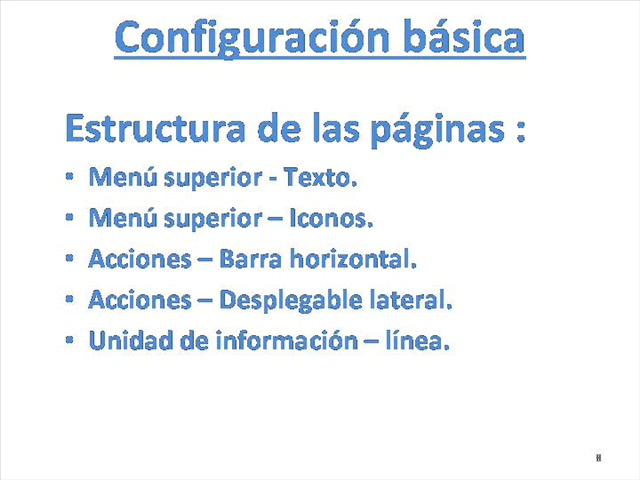 Configuración básica
Estructura de las páginas :
• Menú superior - Texto.
• Menú superior – Iconos.
• Acciones – Barra horizontal.
• Acciones – Desplegable lateral.
• Unidad de información – línea.